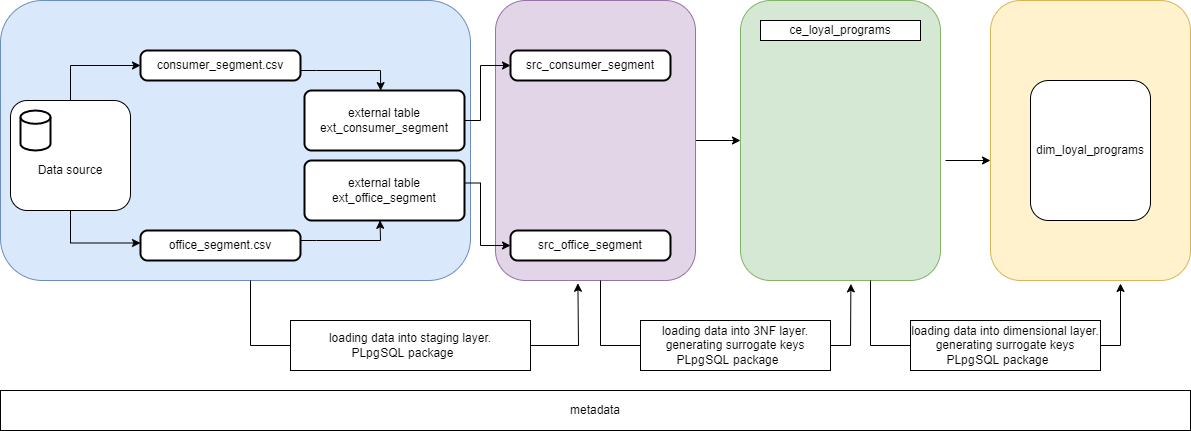 consumer_segment.csv
src_consumer_segment
ce_loyal_programs
external table
ext_consumer_segment
Data source
external table
ext_office_segment
office_segment.csv
src_office_segment
dim_loyal_programs
loading data into staging layer.
PLpgSQL package
loading data into 3NF layer.
generating surrogate keys
PLpgSQL package
loading data into dimensional layer.
generating surrogate keys
PLpgSQL package
metadata